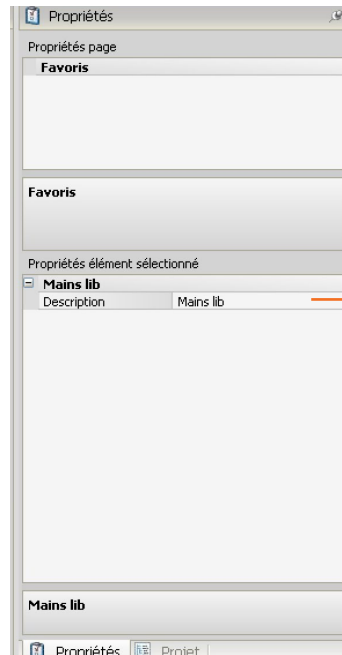 Propriétés
Propriétés page
Favoris
Favoris
Propriétés élément sélectionné
Mains lib
Description Mains lib
Mains lib
Propriétés Projet